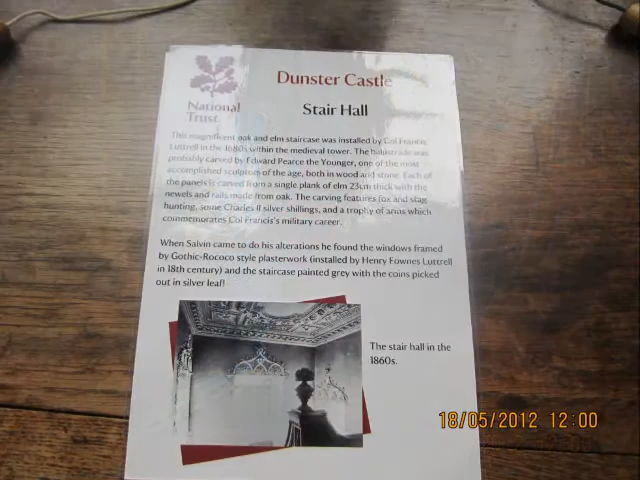 Dunster Castle
National
Trust
Stair Hall
This magnificent oak and elm staircase was installed by Col Francis
Luttrell in the 1680s within the medieval tower. The balustrade was
probably carved by Edward Pearce the Younger, one of the most
accomplished sculptors of the age, both in wood and stone. Each of
the panels is carved from a single plank of elm 23cm thick with the
newels and rails made from oak. The carving features fox and stag
hunting, some Charles II silver shillings, and a trophy of arms which
commemorates Col Francis's military career.
When Salvin came to do his alterations he found the windows framed
by Gothic-Rococo style plasterwork (installed by Henry Fownes Luttrell
in 18th century) and the staircase painted grey with the coins picked
out in silver leaf!
The stair hall in the
1860s.
18/05/2012 12:00